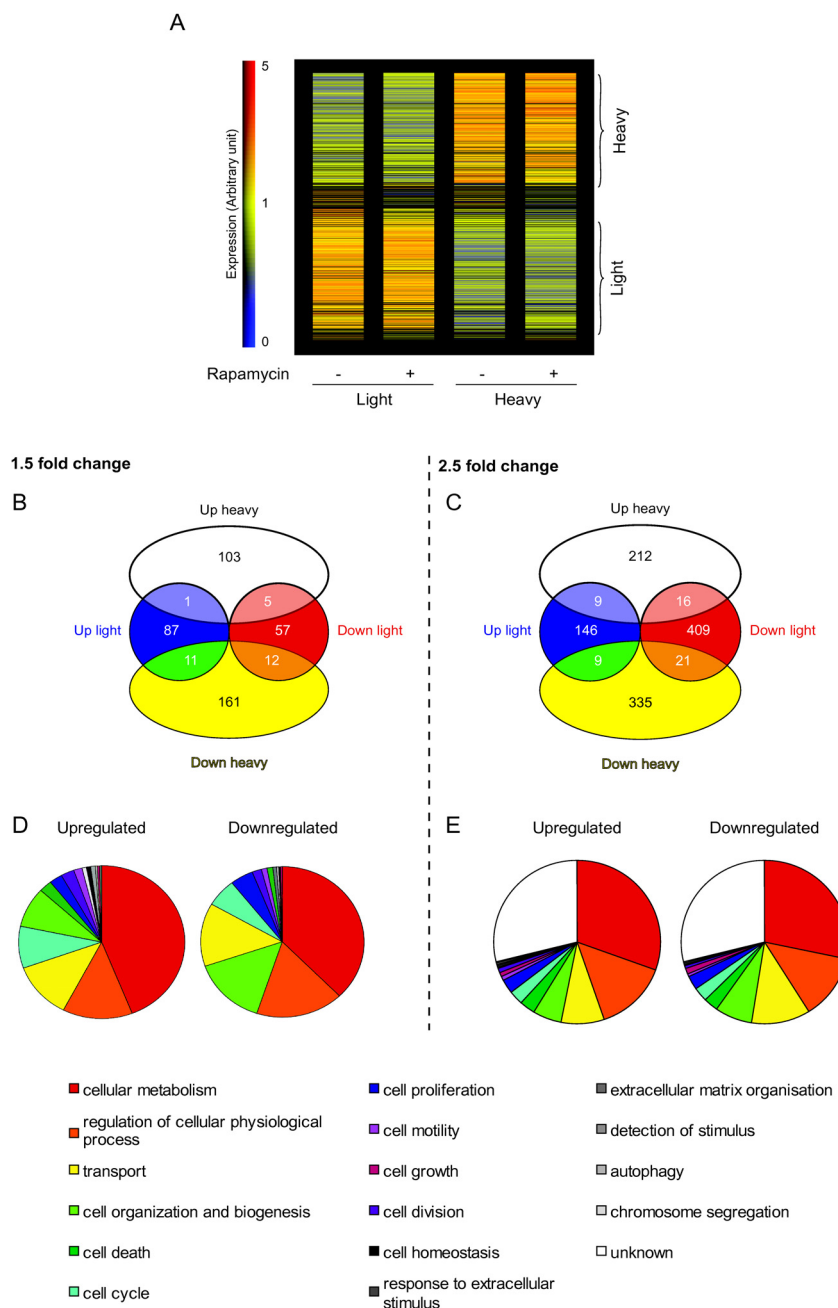 A
5
1
0
Expression (Arbitrary unit)
Heavy
Light
Rapamycin - + - +
Light Heavy
1.5 fold change
2.5 fold change
B
Up heavy
103
1 5
Up light 87 57 Down light
11 12
161
Down heavy
C
Up heavy
212
9 16
Up light 146 409 Down light
9 21
335
Down heavy
D
Upregulated Downregulated
E
Upregulated Downregulated
cellular metabolism
regulation of cellular physiological
process
transport
cell organization and biogenesis
cell death
cell cycle
cell proliferation
cell motility
cell growth
cell division
cell homeostasis
response to extracellular
stimulus
extracellular matrix organisation
detection of stimulus
autophagy
chromosome segregation
unknown